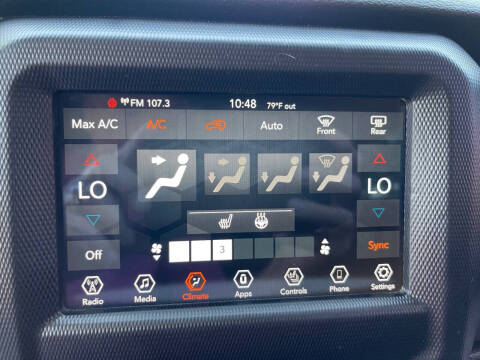 FM 107.3 10:48 79°F out
Max A/C A/C Auto Front Rear
LO LO
Off Sync
3
Radio Media Climate Apps Controls Phone Settings